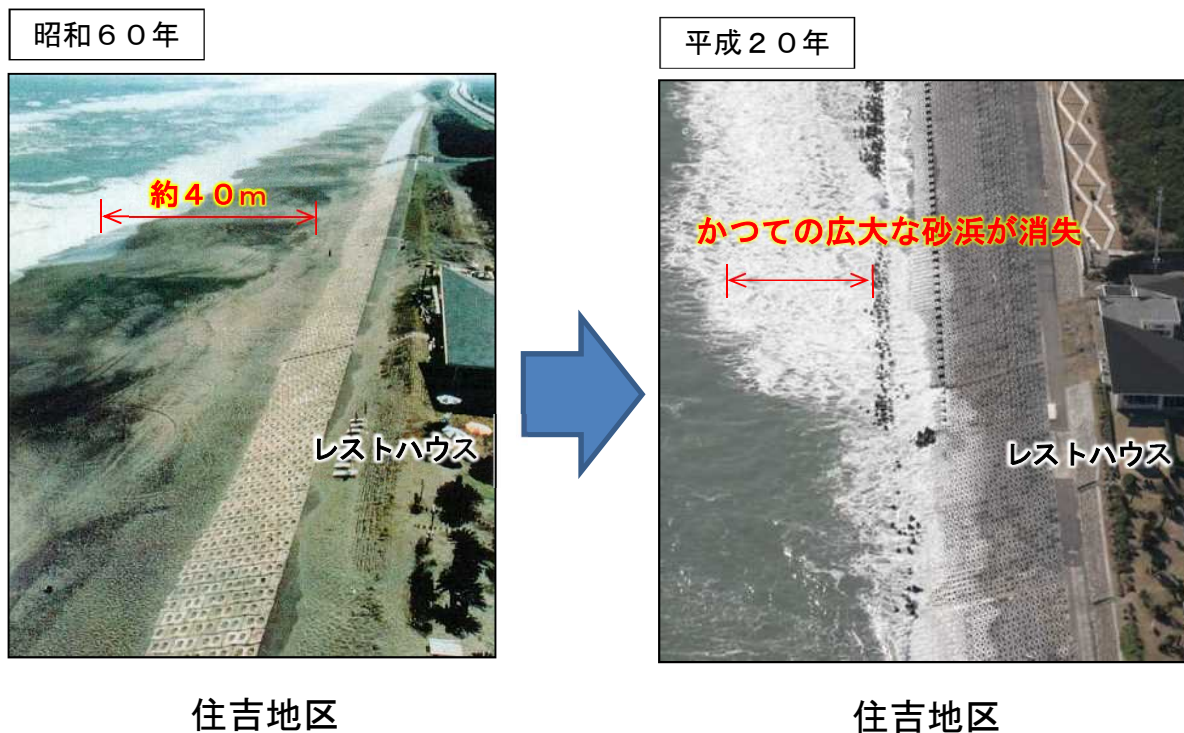 昭和６０年
平成２０年
約４０ｍ
かつての広大な砂浜が消失
レストハウス
レストハウス
住吉地区
住吉地区